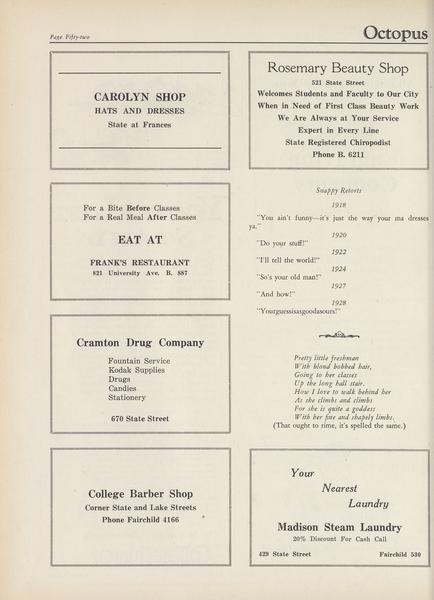 Page Fifty-two
Octopus
CAROLYN SHOP
HATS AND DRESSES
State at Frances
For a Bite Before Classes
For a Real Meal After Classes
EAT AT
FRANK'S RESTAURANT
821 University Ave. B. 887
Cramton Drug Company
Fountain Service
Kodak Supplies
Drugs
Candies
Stationery
670 State Street
College Barber Shop
Corner State and Lake Streets
Phone Fairchild 4166
Rosemary Beauty Shop
521 State Street
Welcomes Students and Faculty to Our City
When in Need of First Class Beauty Work
We Are Always at Your Service
Expert in Every Line
State Registered Chiropodist
Phone B. 6211
Snappy Retorts
1918
"You ain't funny—it's just the way your ma dresses
ya."
1920
"Do your stuff!"
1922
"I'll tell the world!"
1924
"So's your old man!"
1927
"And how!"
1928
"Yourguessisasgoodasours!"
Pretty little freshman
With blond bobbed hair,
Going to her classes
Up the long hall stair.
How I love to walk behind her
As she climbs and climbs
For she is quite a goddess
With her fine and shapely limbs.
(That ought to rime, it's spelled the same.)
Your
Nearest
Laundry
Madison Steam Laundry
20% Discount For Cash Call
429 State Street Fairchild 530